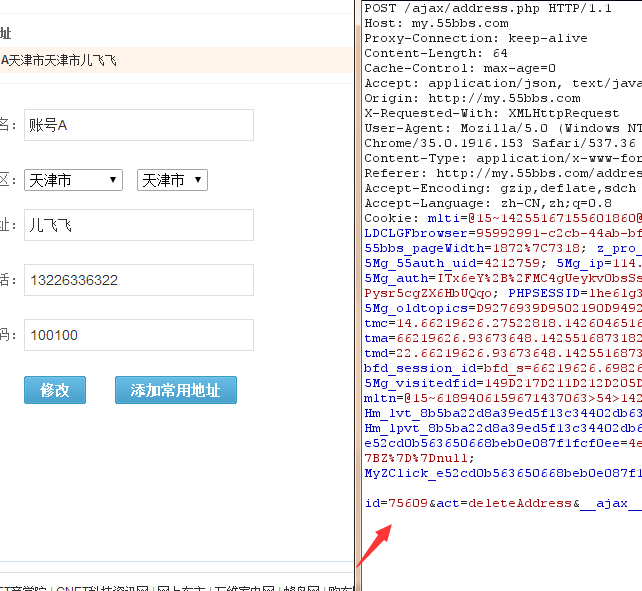 址
A天津市天津市儿飞飞
名: 账号A
区: 天津市 天津市
址: 儿飞飞
话: 13226336322
码: 100100
修改 添加常用地址
POST /ajax/address.php HTTP/1.1
Host: my.55bbs.com
Proxy-Connection: keep-alive
Content-Length: 64
Cache-Control: max-age=0
Accept: application/json, text/java
Origin: http://my.55bbs.com
X-Requested-With: XMLHttpRequest
User-Agent: Mozilla/5.0 (Windows NT
Chrome/35.0.1916.153 Safari/537.36
Content-Type: application/x-www-for
Referer: http://my.55bbs.com/addres
Accept-Encoding: gzip,deflate,sdch
Accept-Language: zh-CN,zh;q=0.8
Cookie: mlti=@15~14255167155601860@
LDCLGFbrowser=95992991-c2cb-44ab-bf
55bbs_pageWidth=1872%7C7318; z_pro_
5Mg_55auth_uid=4212759; 5Mg_ip=114.
5Mg_auth=ITx6eY%2B%2FMC4gUeykvObsSs
Pysr5cgZX6HbUQqo; PHPSESSID=lhe6lg3
5Mg_oldtopics=D9276939D9502190D9492
tmc=14.66219626.27522818.1426046516
tma=66219626.93673648.1425516873182
tmd=22.66219626.93673648.1425516873
bfd_session_id=bfd_s=66219626.69826
5Mg_visitedfid=149D217D211D212D205D
mltn=@15~6189406159671437063>54>142
Hm_lvt_8b5ba22d8a39ed5f13c34402db63
Hm_lpvt_8b5ba22d8a39ed5f13c34402db6
e52cd0b563650668beb0e087f1fcf0ee=4e
7BZ%7D%7Dnull;
MyZClick_e52cd0b563650668beb0e087f1
id=75609&act=deleteAddress&__ajax__